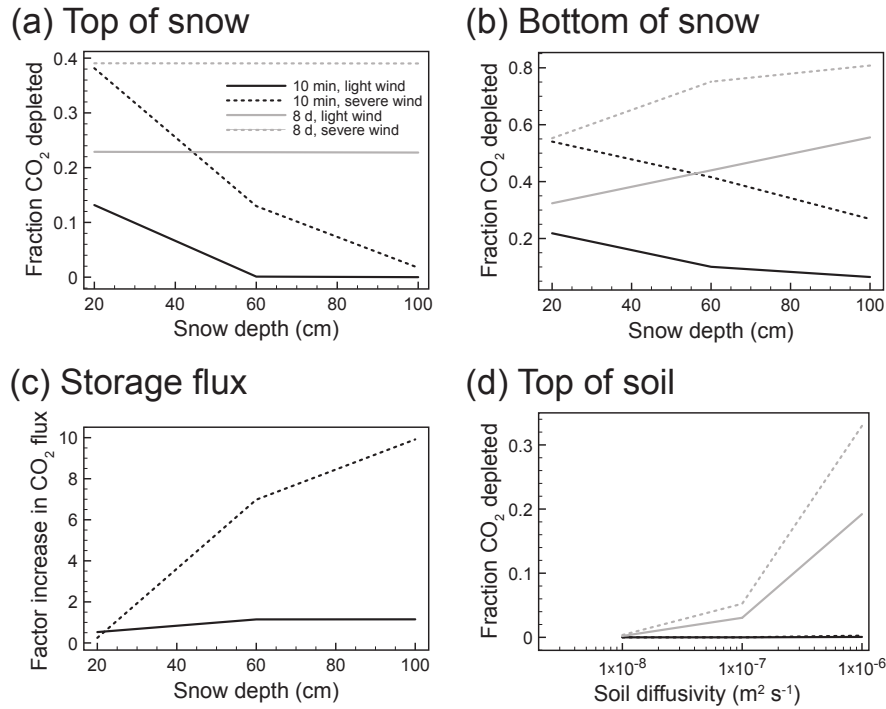 (a) Top of snow
Fraction CO₂ depleted
0.4
0.3
0.2
0.1
0
20 40 60 80 100
Snow depth (cm)
10 min, light wind
10 min, severe wind
8 d, light wind
8 d, severe wind
(b) Bottom of snow
Fraction CO₂ depleted
0.8
0.6
0.4
0.2
20 40 60 80 100
Snow depth (cm)
(c) Storage flux
Factor increase in CO₂ flux
10
8
6
4
2
0
20 40 60 80 100
Snow depth (cm)
(d) Top of soil
Fraction CO₂ depleted
0.3
0.2
0.1
0
1×10⁻⁸ 1×10⁻⁷ 1×10⁻⁶
Soil diffusivity (m² s⁻¹)